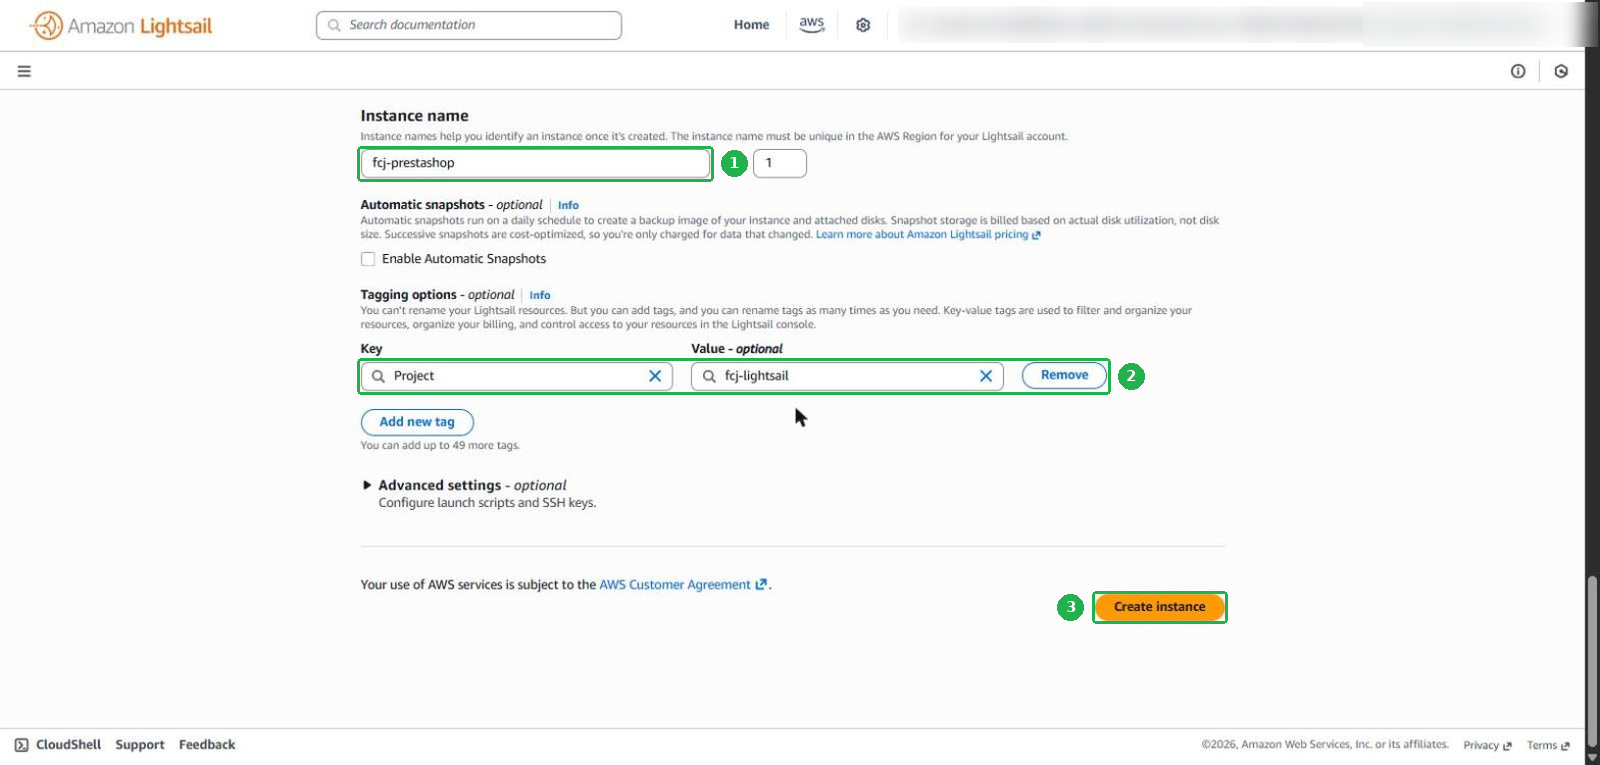 Amazon Lightsail
Search documentation
Home
aws
Instance name
Instance names help you identify an instance once it's created. The instance name must be unique in the AWS Region for your Lightsail account.
fcj-prestashop
1
1
Automatic snapshots - optional
Info
Automatic snapshots run on a daily schedule to create a backup image of your instance and attached disks. Snapshot storage is billed based on actual disk utilization, not disk
size. Successive snapshots are cost-optimized, so you're only charged for data that changed. Learn more about Amazon Lightsail pricing
Enable Automatic Snapshots
Tagging options - optional
Info
You can't rename your Lightsail resources. But you can add tags, and you can rename tags as many times as you need. Key-value tags are used to filter and organize your
resources, organize your billing, and control access to your resources in the Lightsail console.
Key
Value - optional
Project
fcj-lightsail
Remove
2
Add new tag
You can add up to 49 more tags.
Advanced settings - optional
Configure launch scripts and SSH keys.
Your use of AWS services is subject to the AWS Customer Agreement.
3
Create instance
CloudShell
Support
Feedback
©2026, Amazon Web Services, Inc. or its affiliates.
Privacy
Terms